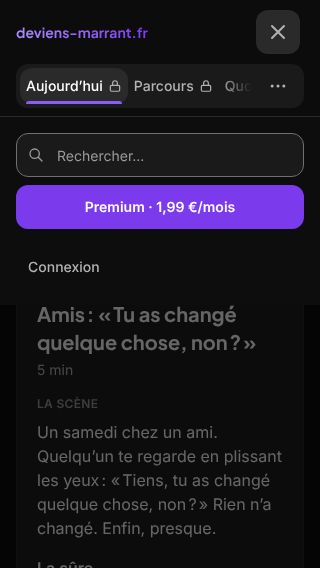 deviens-marrant.fr
Aujourd’hui Parcours Quo
Rechercher...
Premium · 1,99 €/mois
Connexion
Amis : « Tu as changé
quelque chose, non ? »
5 min
LA SCÈNE
Un samedi chez un ami.
Quelqu’un te regarde en plissant
les yeux : « Tiens, tu as changé
quelque chose, non ? » Rien n’a
changé. Enfin, presque.